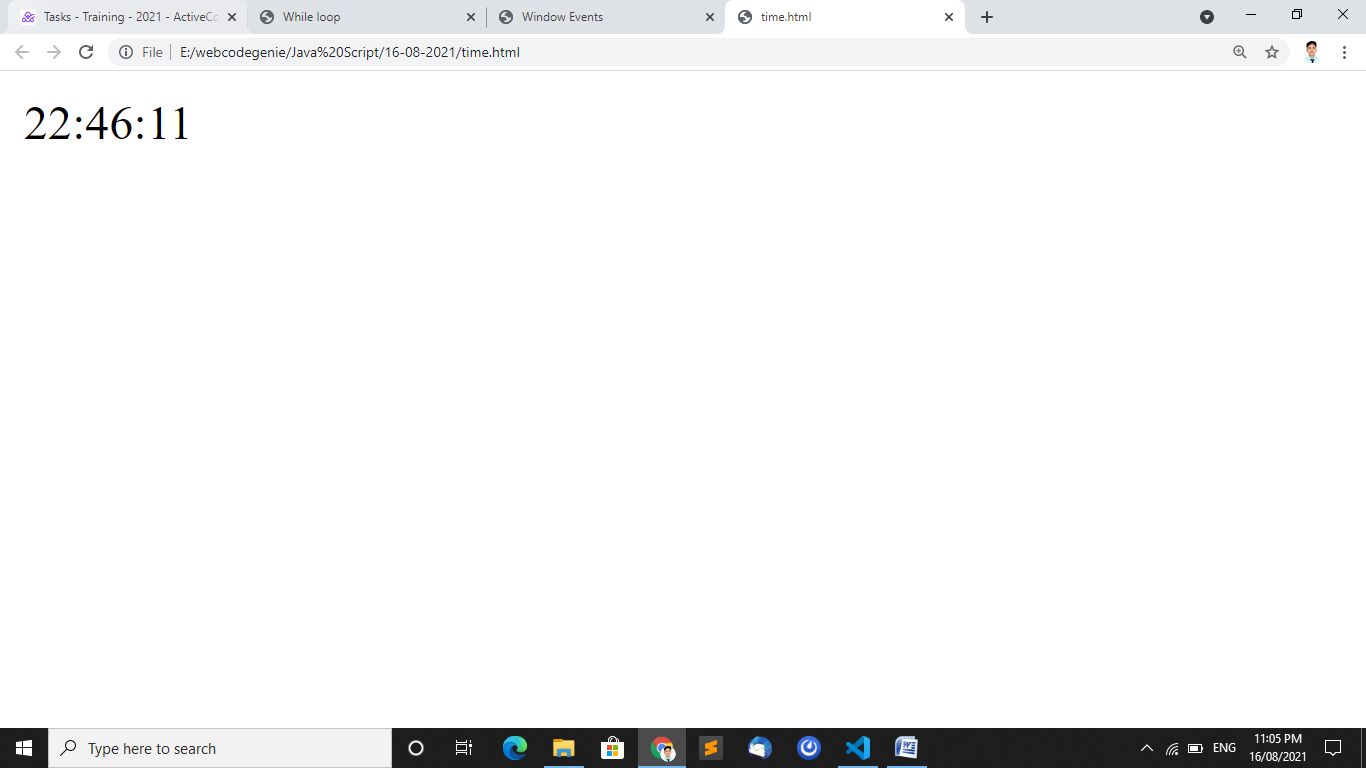 Tasks - Training - 2021 - ActiveCo
While loop
Window Events
time.html
File
E:/webcodegenie/Java%20Script/16-08-2021/time.html
22:46:11
Type here to search
ENG
11:05 PM
16/08/2021